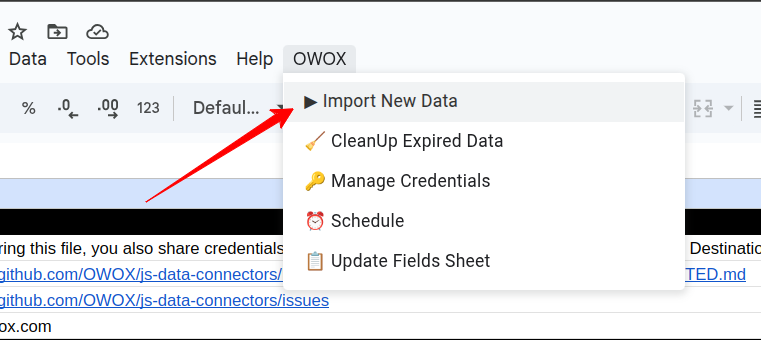 Data Tools Extensions Help OWOX
% .0 .00 123 Defaul...
Import New Data
CleanUp Expired Data
Manage Credentials
Schedule
Update Fields Sheet
ring this file, you also share credentials Destinatio
github.com/OWOX/js-data-connectors/ TED.md
github.com/OWOX/js-data-connectors/issues
ox.com